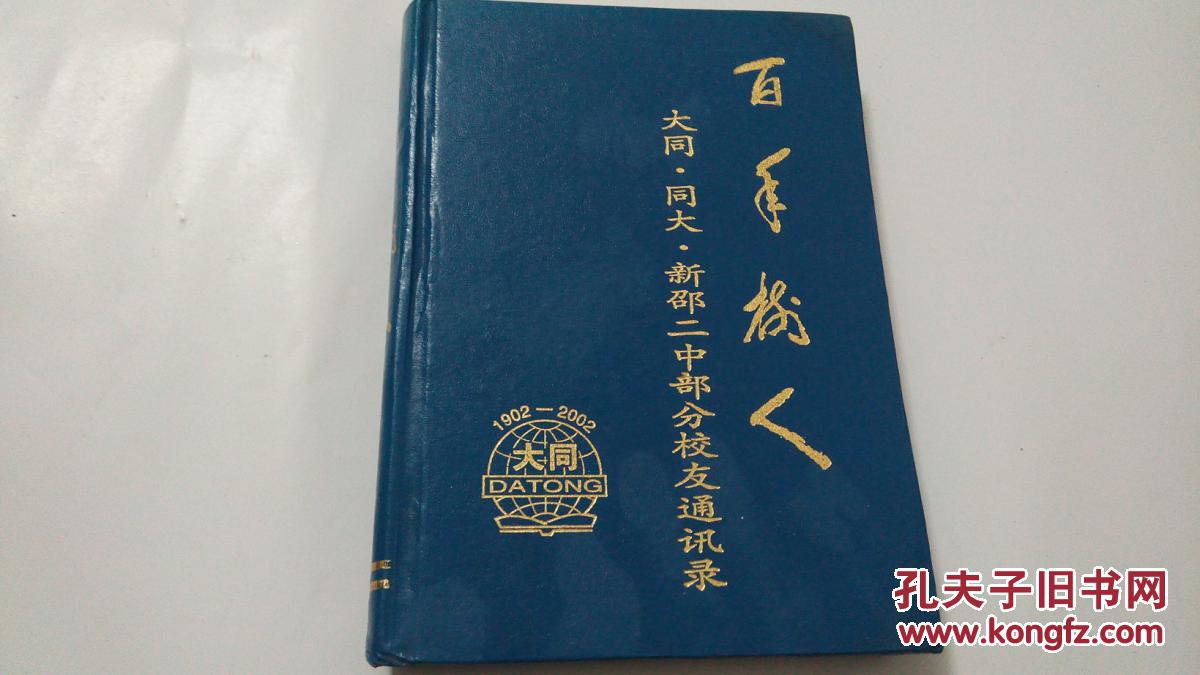 百年树人
大同·同大·新邵二中部分校友通讯录
1902—2002
大同
DATONG
孔夫子旧书网
www.kongfz.com